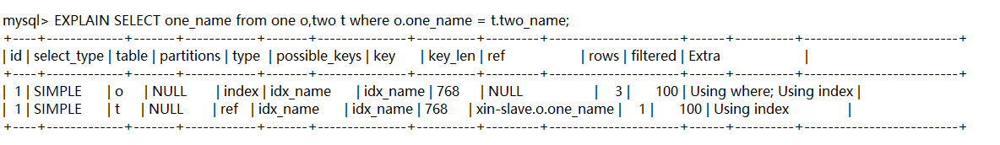 mysql> EXPLAIN SELECT one_name from one o,two t where o.one_name = t.two_name;
+----+-------------+-------+------------+-------+---------------+----------+---------+----------------------+------+----------+--------------------------+
| id | select_type | table | partitions | type | possible_keys | key | key_len | ref | rows | filtered | Extra |
+----+-------------+-------+------------+-------+---------------+----------+---------+----------------------+------+----------+--------------------------+
| 1 | SIMPLE | o | NULL | index | idx_name | idx_name | 768 | NULL | 3 | 100 | Using where; Using index |
| 1 | SIMPLE | t | NULL | ref | idx_name | idx_name | 768 | xin-slave.o.one_name | 1 | 100 | Using index |
+----+-------------+-------+------------+-------+---------------+----------+---------+----------------------+------+----------+--------------------------+